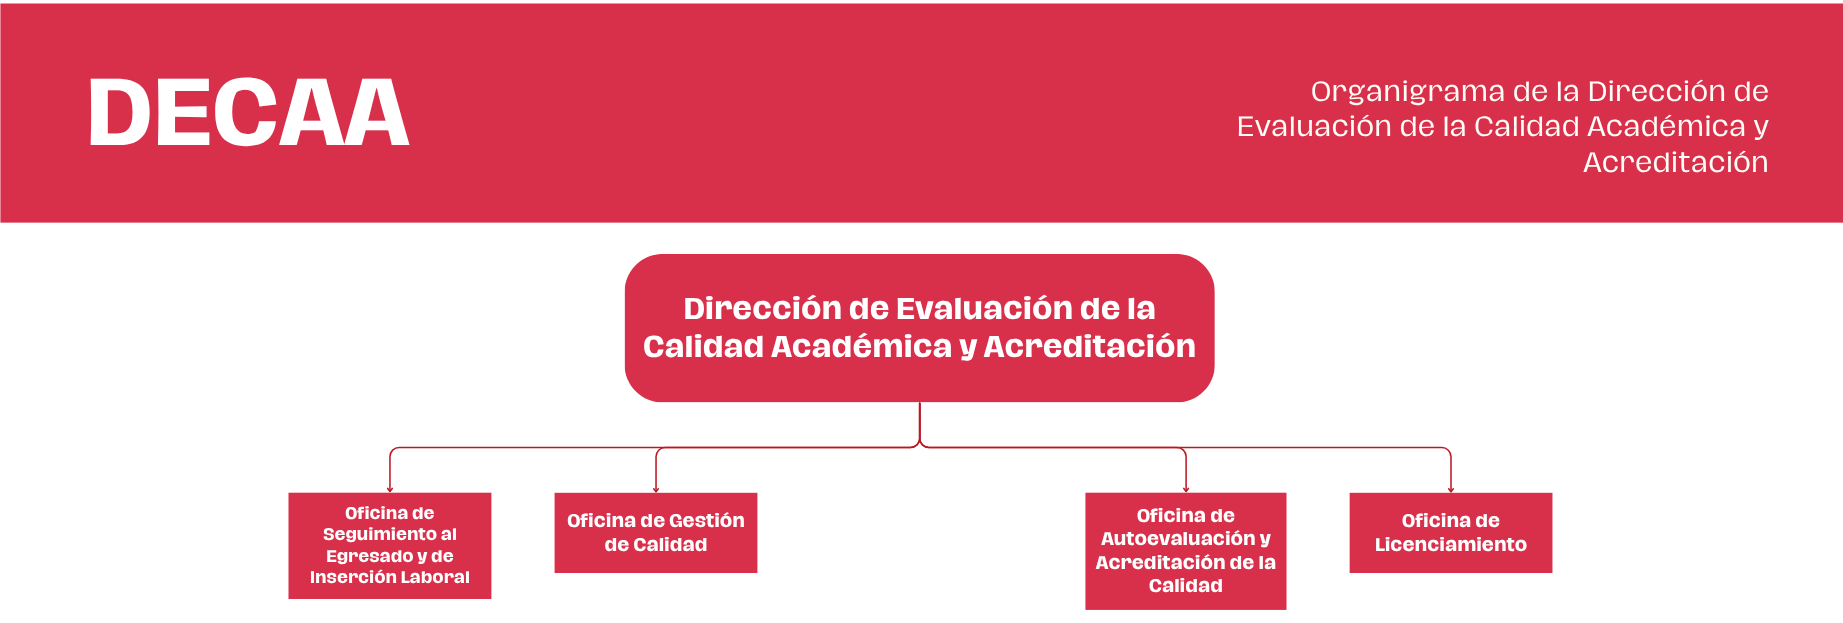 DECAA
Organigrama de la Dirección de
Evaluación de la Calidad Académica y
Acreditación
Dirección de Evaluación de la
Calidad Académica y Acreditación
Oficina de
Seguimiento al
Egresado y de
Inserción Laboral
Oficina de Gestión
de Calidad
Oficina de
Autoevaluación y
Acreditación de la
Calidad
Oficina de
Licenciamiento